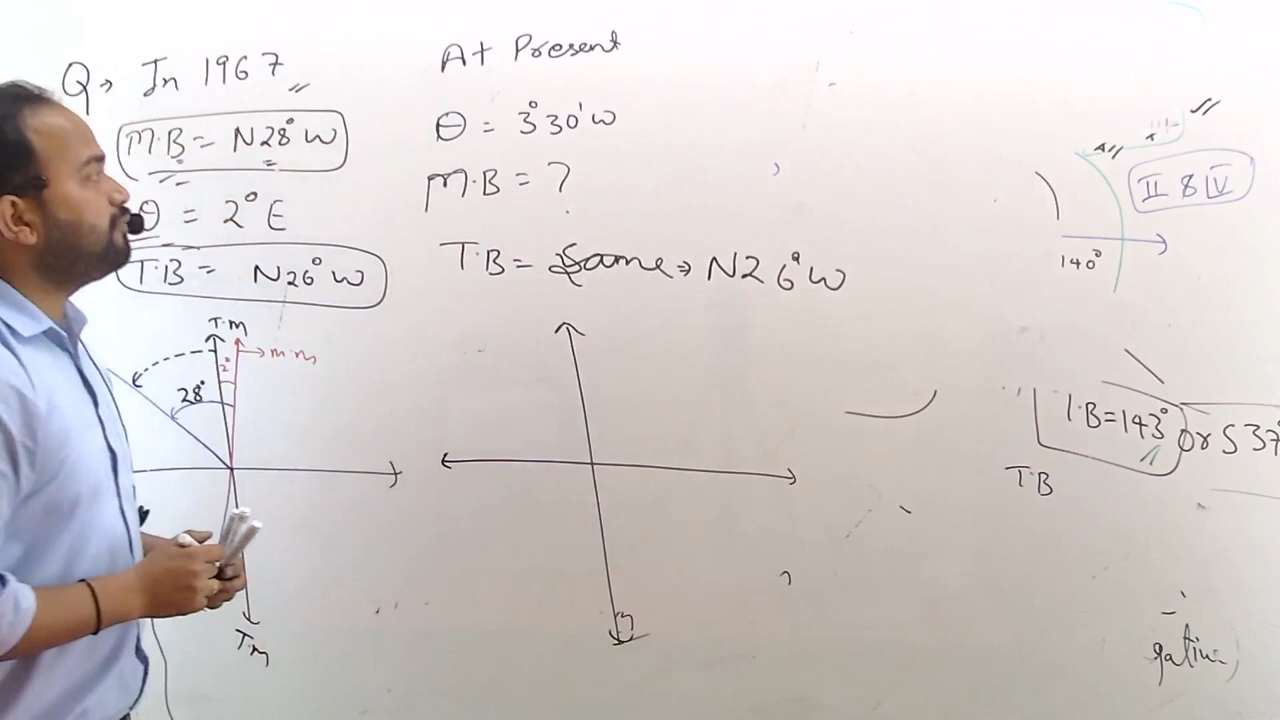 Q→ In 1967
M.B = N28°W
θ = 2°E
T.B = N26°W
T.M
2°
→ m.m
28°
T.M
At Present
θ = 3°30'W
M.B = ?
T.B = Same → N26°W
II & IV
140°
T.B = 143° or S37°
T.B